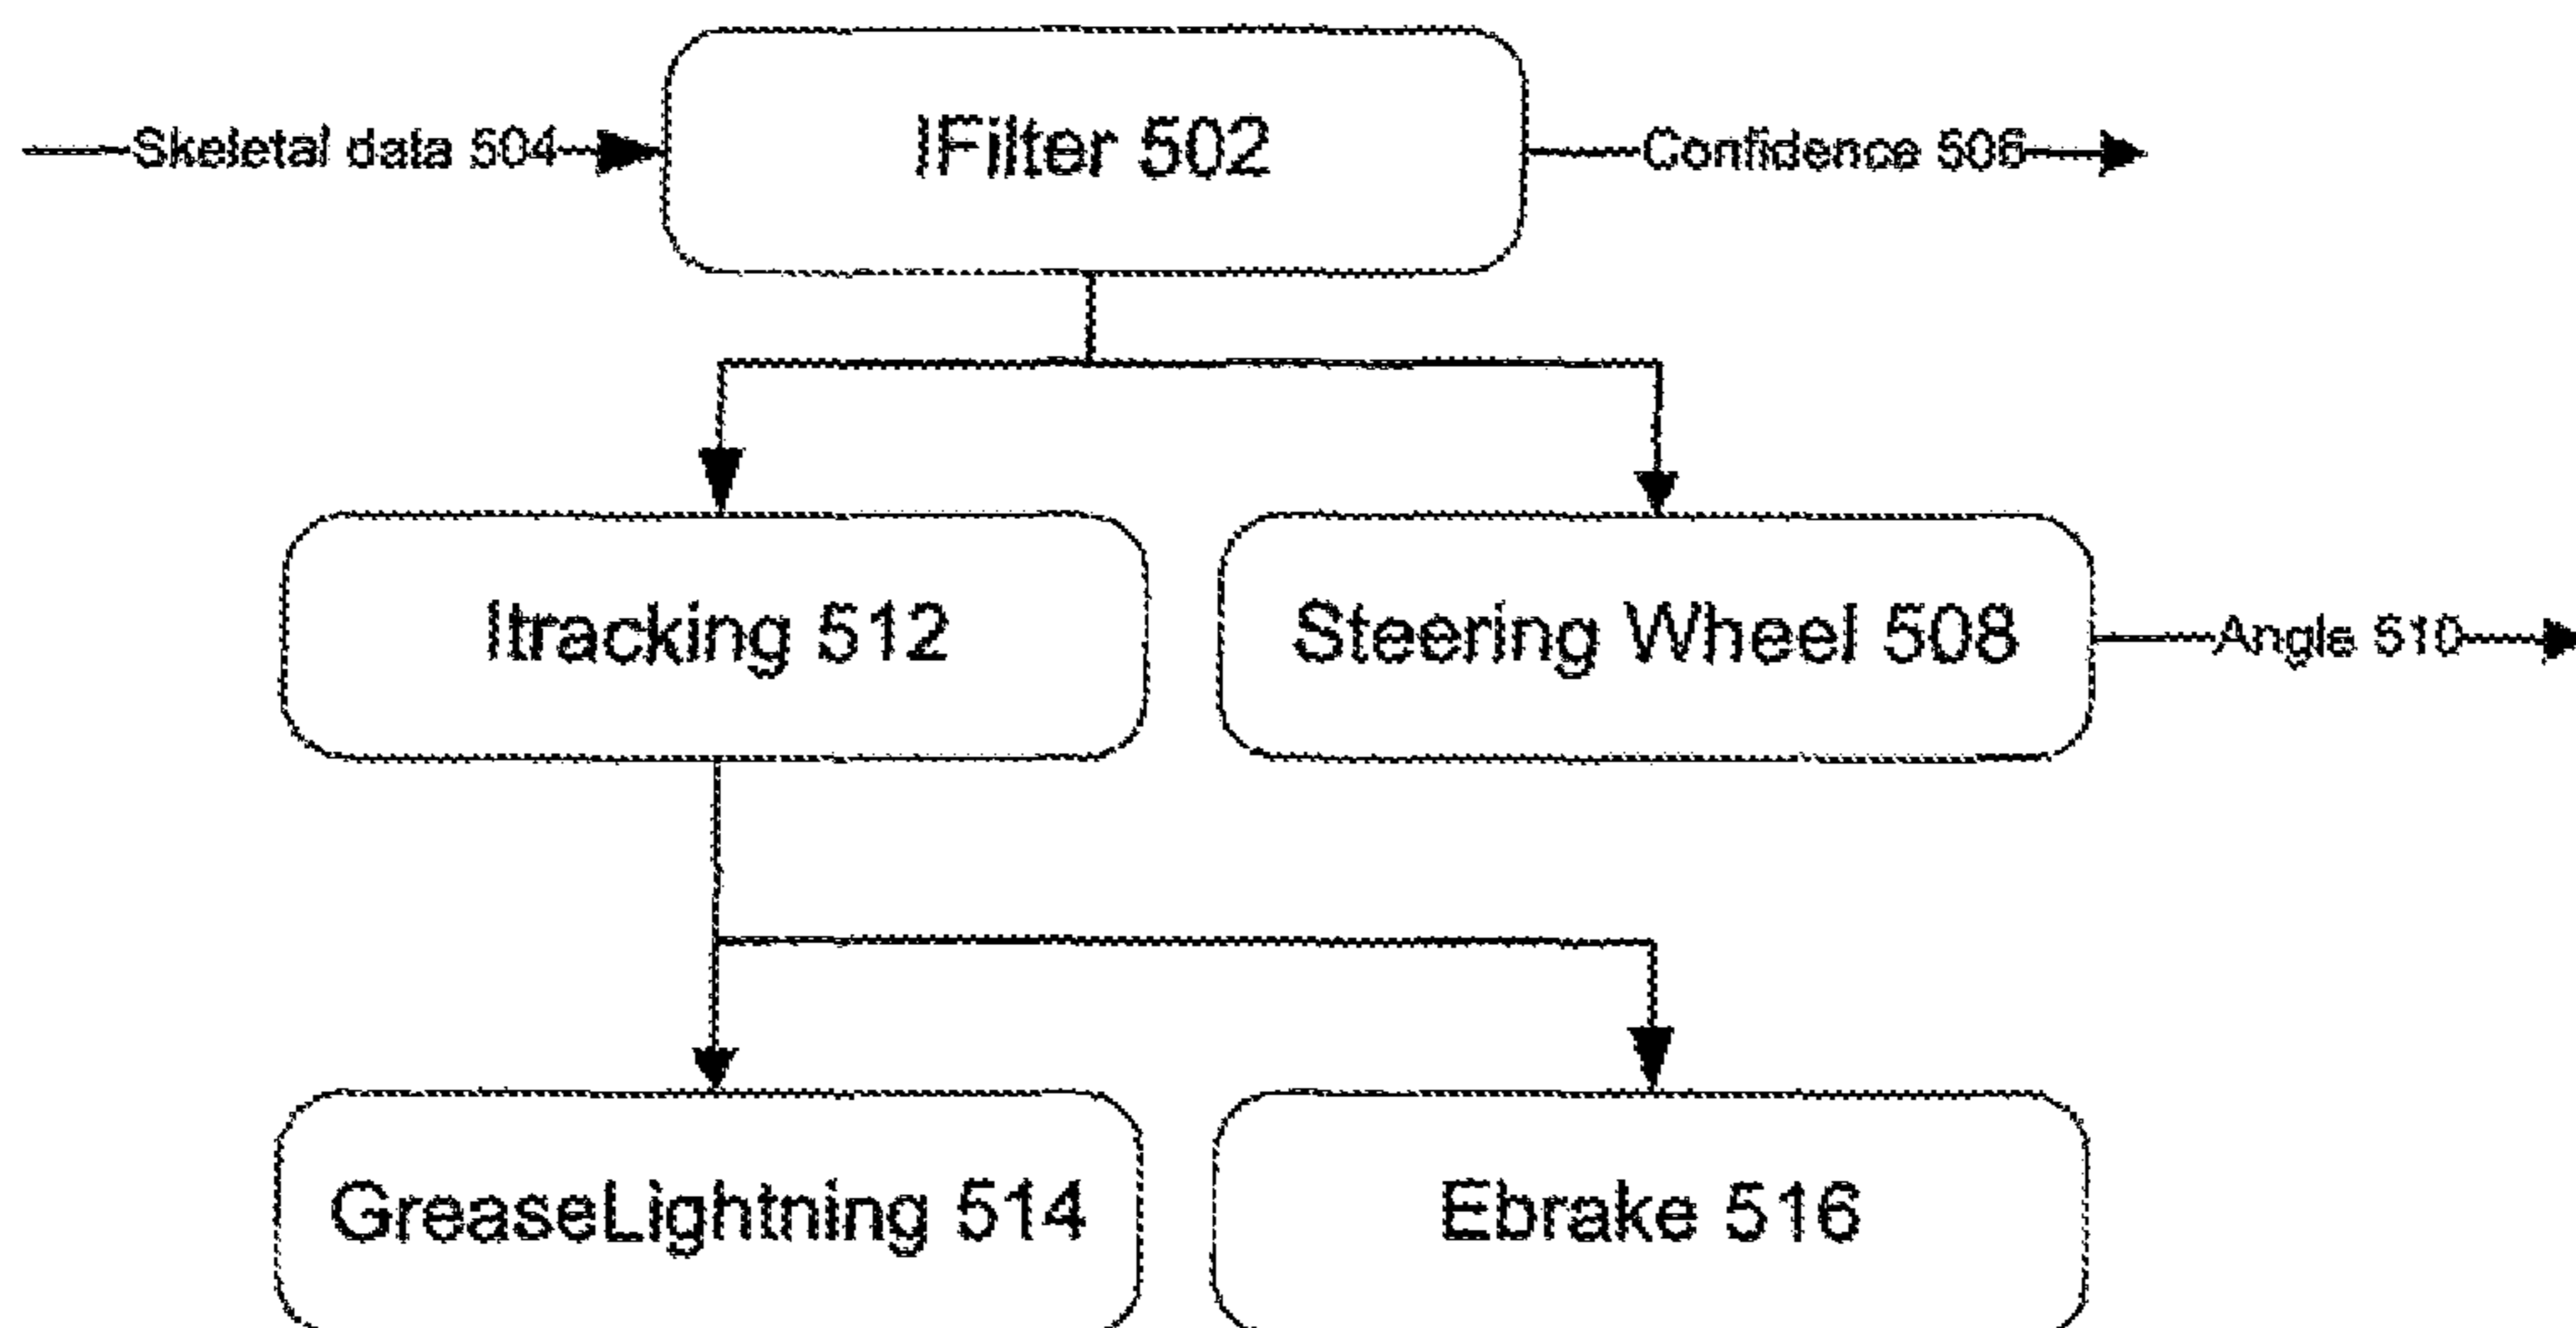 Skeletal data 504
IFilter 502
Confidence 506
Itracking 512
Steering Wheel 508
Angle 510
GreaseLightning 514
Ebrake 516